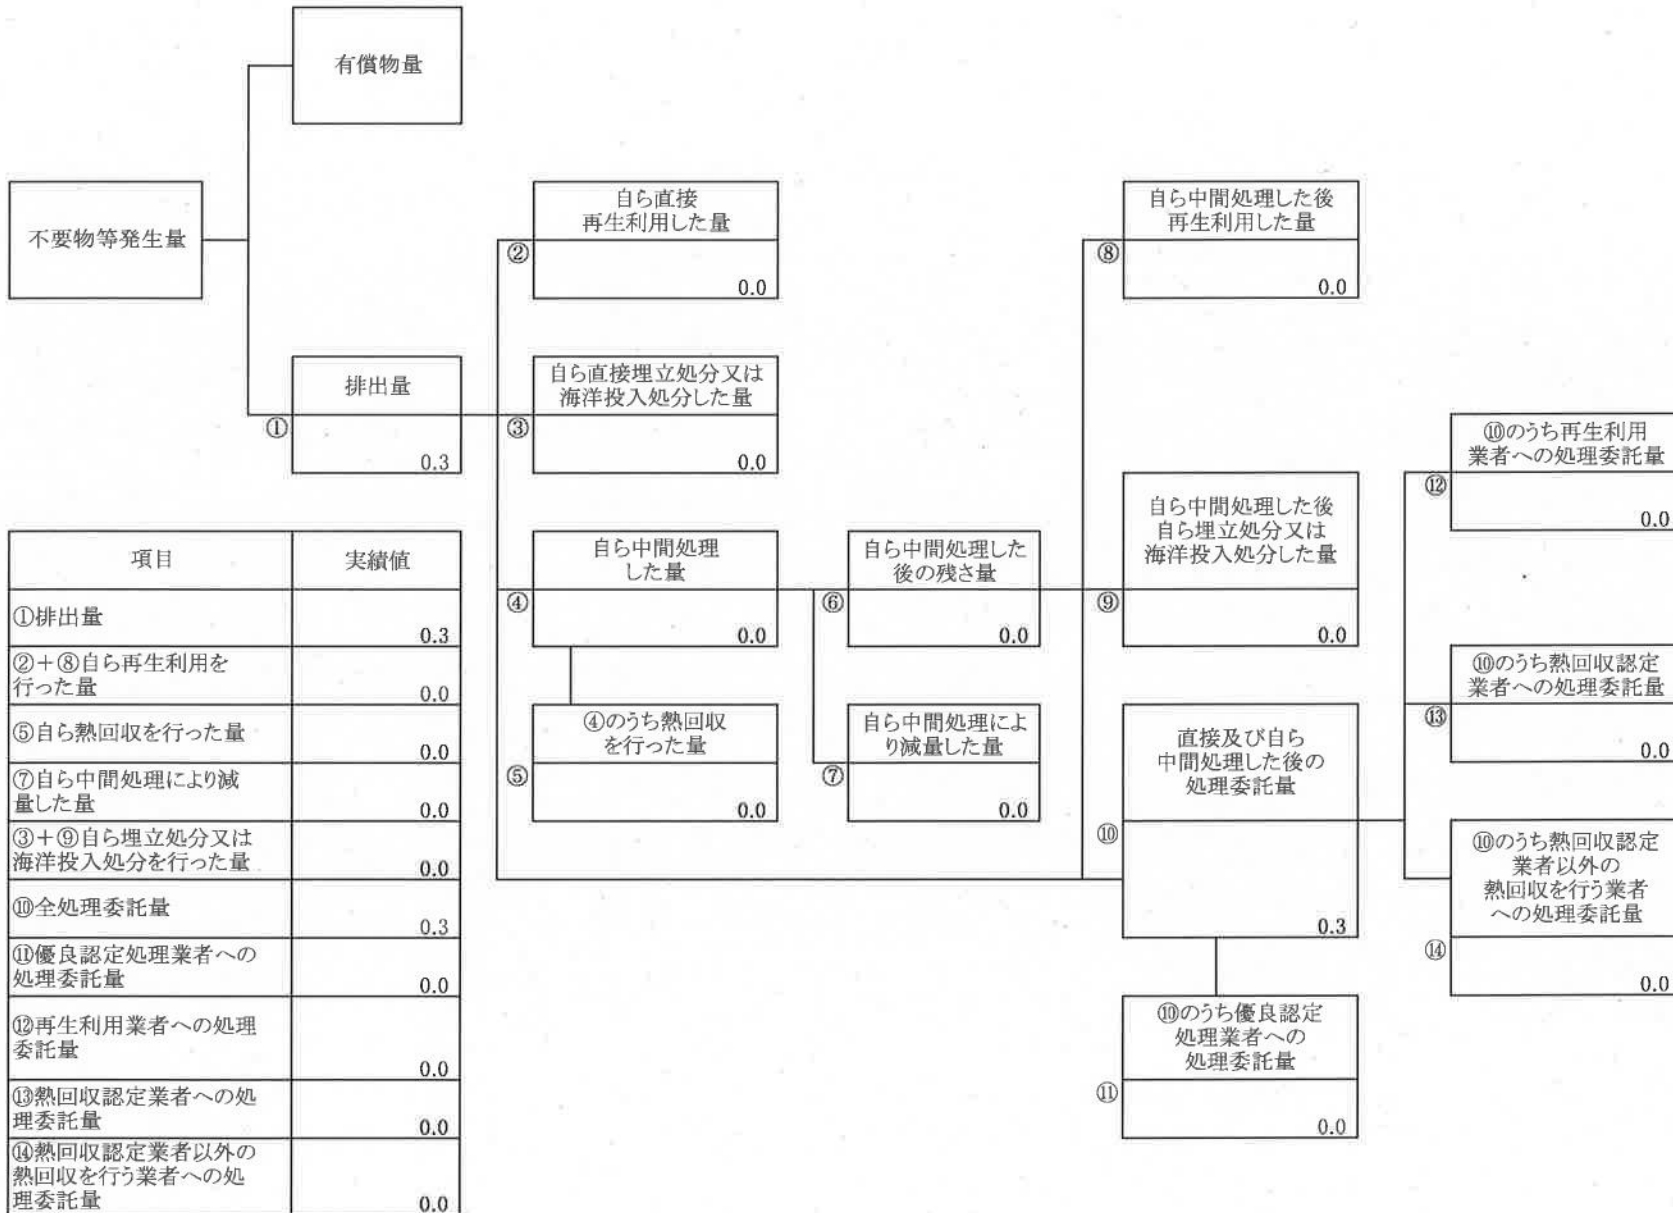 有償物量
不要物等発生量
自ら直接
再生利用した量
②
0.0
自ら中間処理した後
再生利用した量
⑧
0.0
排出量
①
0.3
自ら直接埋立処分又は
海洋投入処分した量
③
0.0
⑩のうち再生利用
業者への処理委託量
⑫
0.0
自ら中間処理
した量
④
0.0
自ら中間処理した
後の残さ量
⑥
0.0
自ら中間処理した後
自ら埋立処分又は
海洋投入処分した量
⑨
0.0
⑩のうち熱回収認定
業者への処理委託量
⑬
0.0
④のうち熱回収
を行った量
⑤
0.0
自ら中間処理によ
り減量した量
⑦
0.0
直接及び自ら
中間処理した後の
処理委託量
⑩
0.3
⑩のうち熱回収認定
業者以外の
熱回収を行う業者
への処理委託量
⑭
0.0
⑩のうち優良認定
処理業者への
処理委託量
⑪
0.0
項目 実績値
①排出量
0.3
②+⑧自ら再生利用を
行った量
0.0
⑤自ら熱回収を行った量
0.0
⑦自ら中間処理により減
量した量
0.0
③+⑨自ら埋立処分又は
海洋投入処分を行った量
0.0
⑩全処理委託量
0.3
⑪優良認定処理業者への
処理委託量
0.0
⑫再生利用業者への処理
委託量
0.0
⑬熱回収認定業者への処
理委託量
0.0
⑭熱回収認定業者以外の
熱回収を行う業者への処
理委託量
0.0